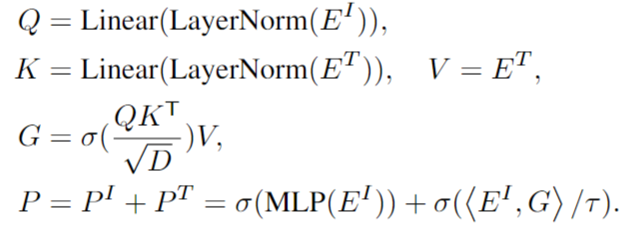 Q = Linear(LayerNorm(E^I)),
K = Linear(LayerNorm(E^T)), V = E^T,
G = σ(QK^⊤/√D)V,
P = P^I + P^T = σ(MLP(E^I)) + σ(⟨E^I, G⟩/τ).